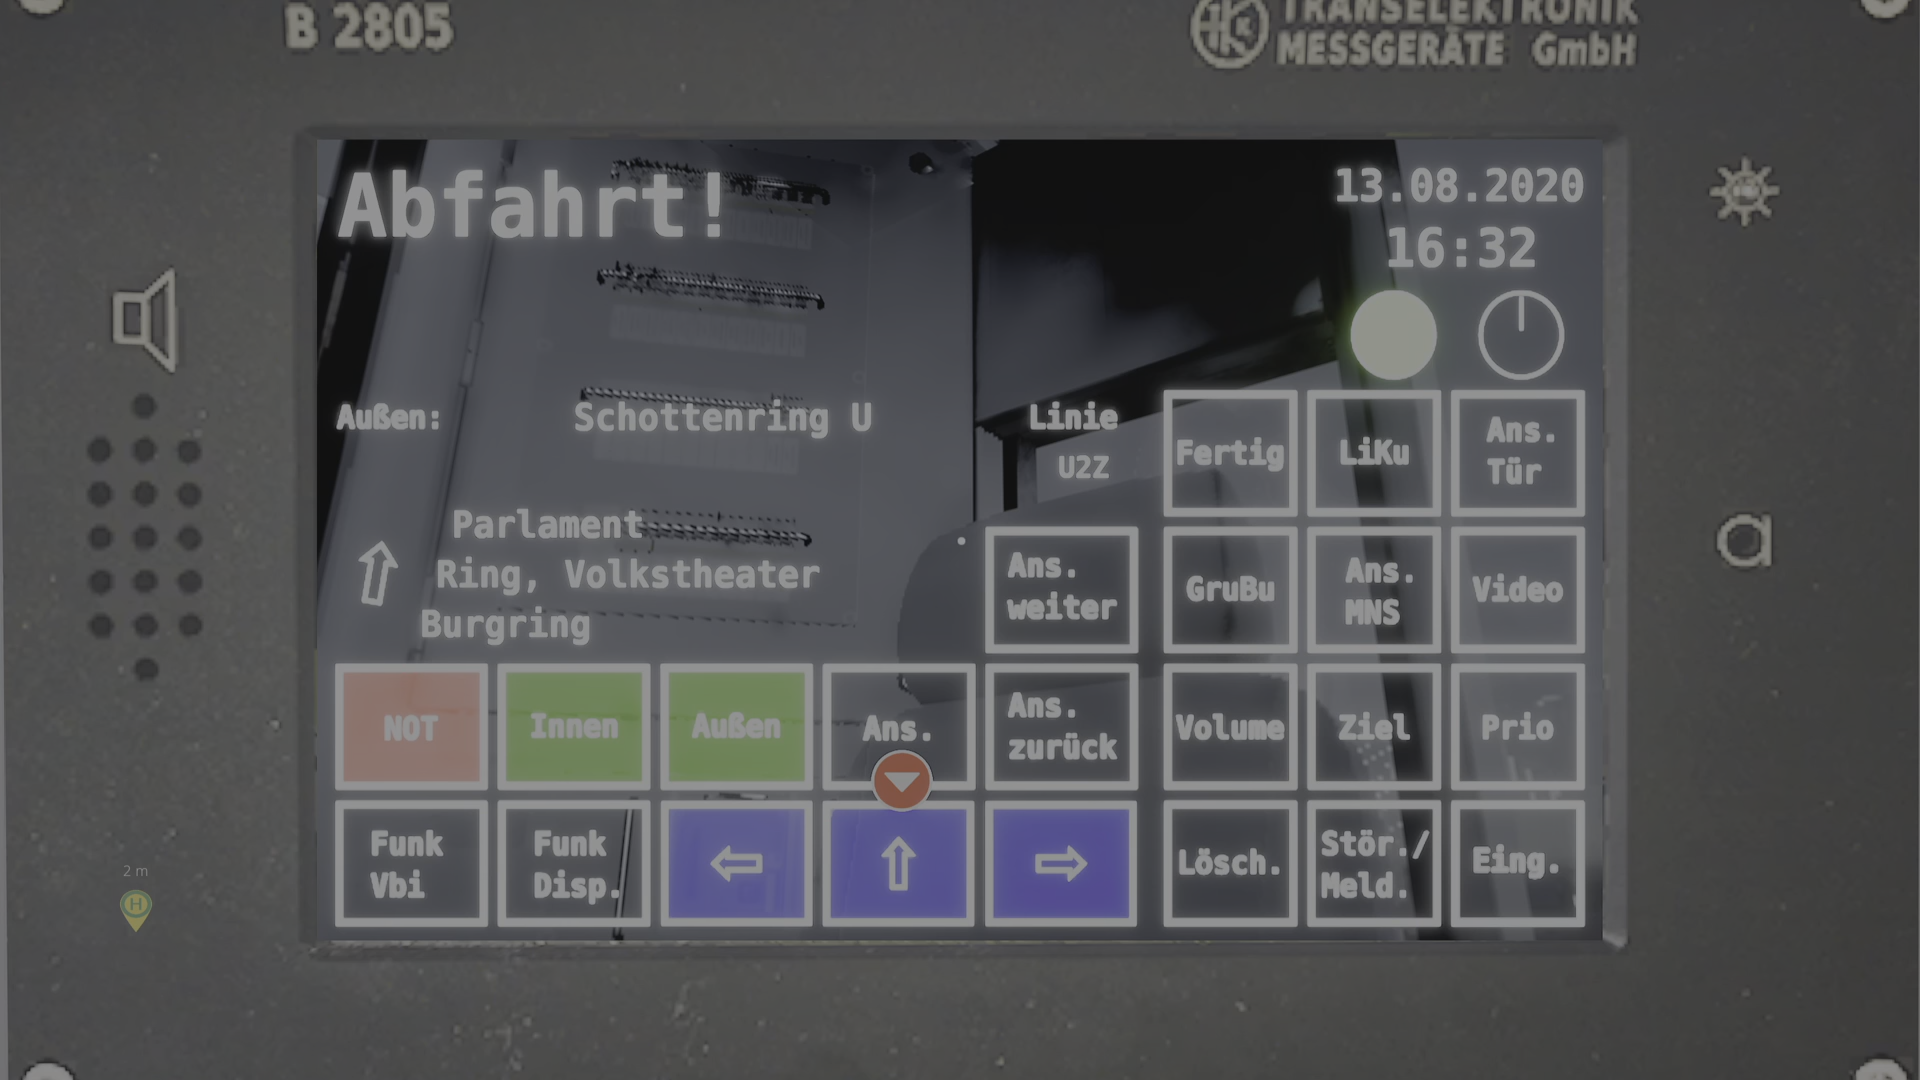 B 2805
TRANSELEKTRONIK
MESSGERÄTE GmbH
Abfahrt!
13.08.2020
16:32
Außen:
Schottenring U
Linie
U2Z
Fertig
LiKu
Ans.
Tür
Parlament
Ring, Volkstheater
Burgring
Ans.
weiter
GruBu
Ans.
MNS
Video
NOT
Innen
Außen
Ans.
Ans.
zurück
Volume
Ziel
Prio
Funk
Vbi
Funk
Disp.
Lösch.
Stör./
Meld.
Eing.
2 m
H